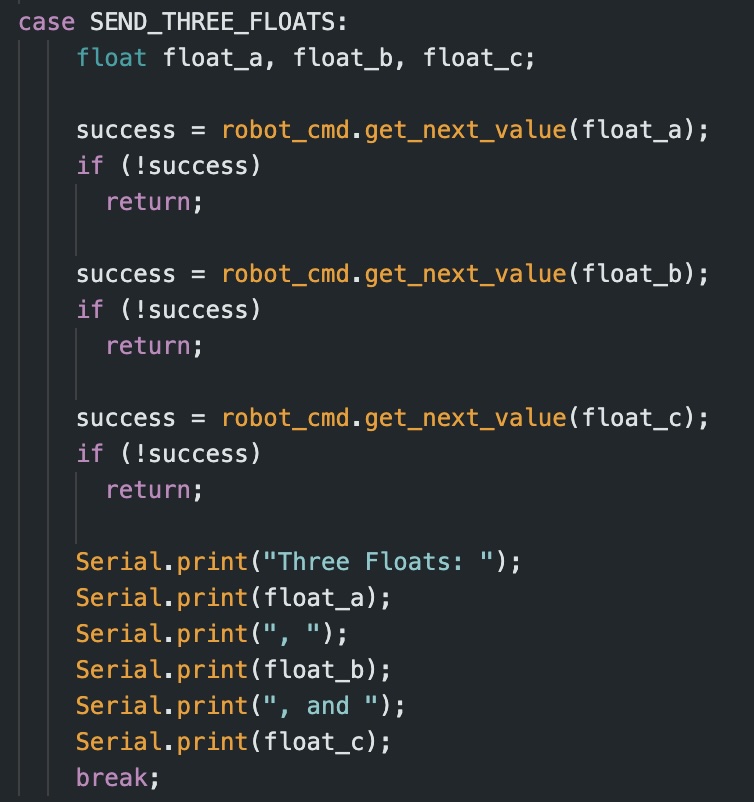 case SEND_THREE_FLOATS:
float float_a, float_b, float_c;
success = robot_cmd.get_next_value(float_a);
if (!success)
return;
success = robot_cmd.get_next_value(float_b);
if (!success)
return;
success = robot_cmd.get_next_value(float_c);
if (!success)
return;
Serial.print("Three Floats: ");
Serial.print(float_a);
Serial.print(", ");
Serial.print(float_b);
Serial.print(", and ");
Serial.print(float_c);
break;